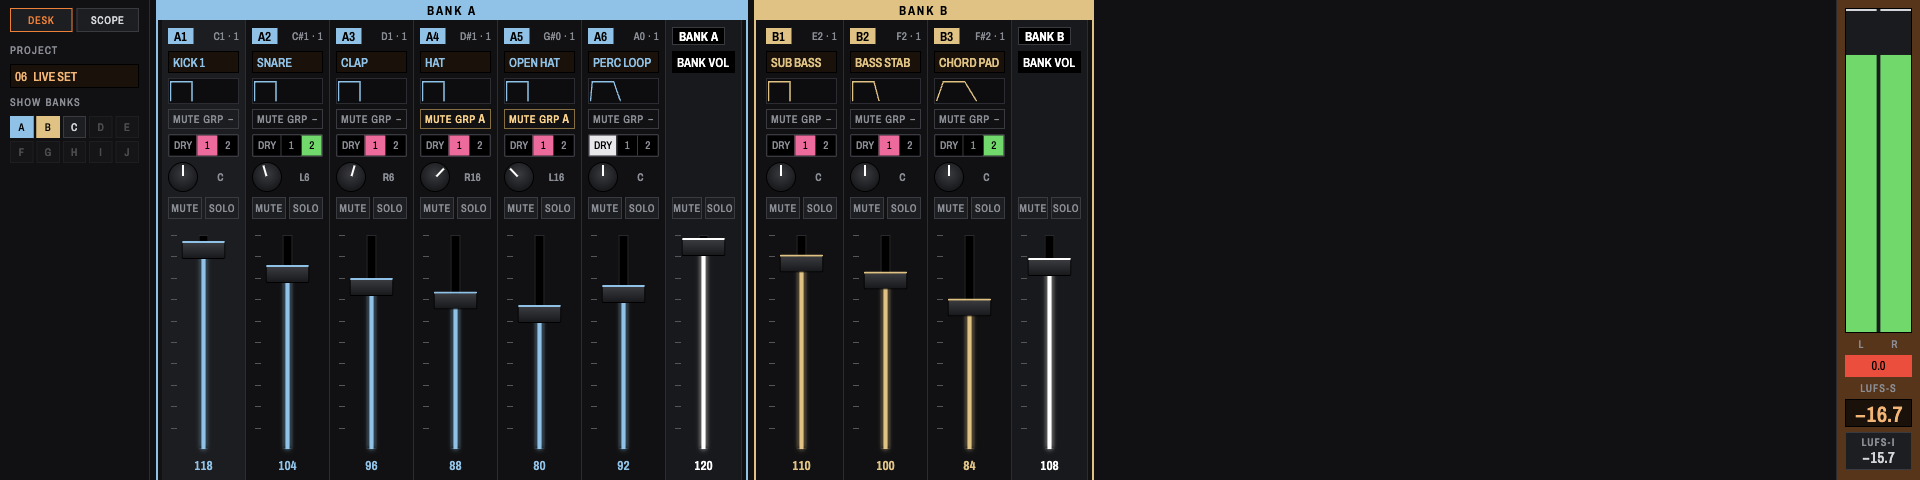 DESK SCOPE
PROJECT
06 LIVE SET
SHOW BANKS
A B C D E
F G H I J
BANK A
A1 C1 · 1 A2 C#1 · 1 A3 D1 · 1 A4 D#1 · 1 A5 G#0 · 1 A6 A0 · 1 BANK A
KICK 1 SNARE CLAP HAT OPEN HAT PERC LOOP BANK VOL
MUTE GRP – MUTE GRP – MUTE GRP – MUTE GRP A MUTE GRP A MUTE GRP –
DRY 1 2 DRY 1 2 DRY 1 2 DRY 1 2 DRY 1 2 DRY 1 2
C L6 R6 R16 L16 C
MUTE SOLO MUTE SOLO MUTE SOLO MUTE SOLO MUTE SOLO MUTE SOLO MUTE SOLO
118 104 96 88 80 92 120
BANK B
B1 E2 · 1 B2 F2 · 1 B3 F#2 · 1 BANK B
SUB BASS BASS STAB CHORD PAD BANK VOL
MUTE GRP – MUTE GRP – MUTE GRP –
DRY 1 2 DRY 1 2 DRY 1 2
C C C
MUTE SOLO MUTE SOLO MUTE SOLO MUTE SOLO
110 100 84 108
L R
0.0
LUFS-S
–16.7
LUFS-I
–15.7